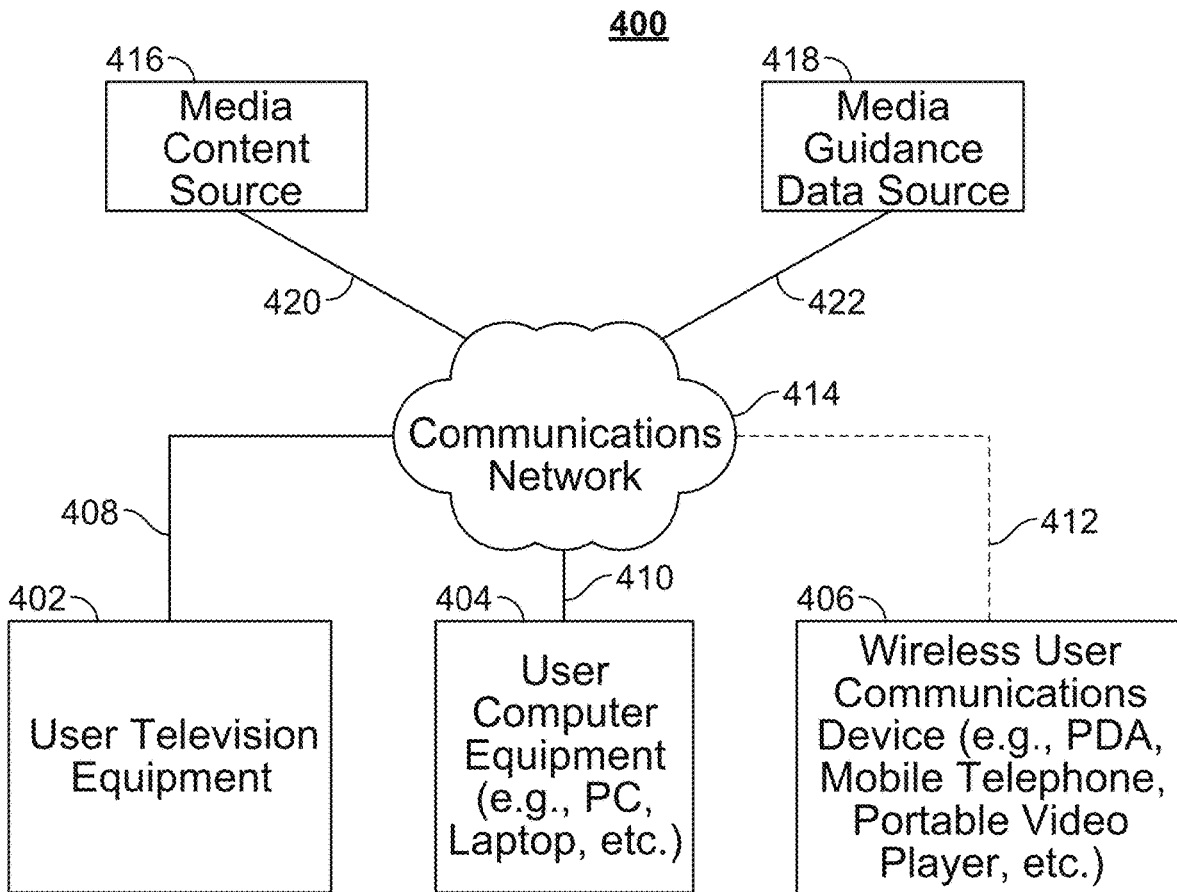 400
416
Media
Content
Source
418
Media
Guidance
Data Source
420
422
414
Communications
Network
408
412
410
402
User Television
Equipment
404
User
Computer
Equipment
(e.g., PC,
Laptop, etc.)
406
Wireless User
Communications
Device (e.g., PDA,
Mobile Telephone,
Portable Video
Player, etc.)